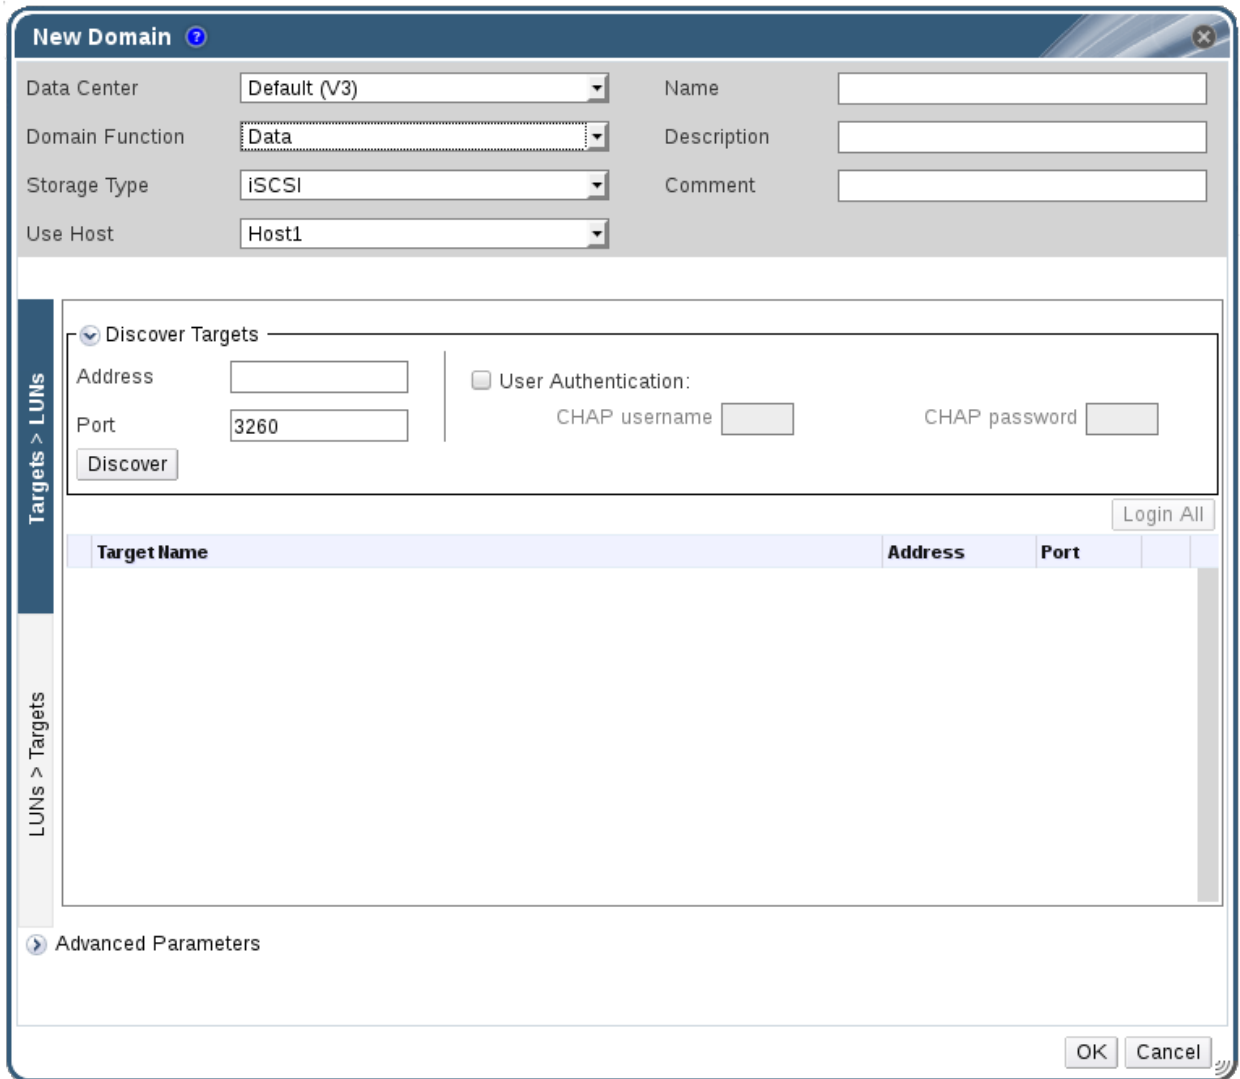 New Domain ?
Data Center Default (V3) Name
Domain Function Data Description
Storage Type iSCSI Comment
Use Host Host1
Targets > LUNs
Discover Targets
Address User Authentication:
CHAP username CHAP password
Port 3260
Discover
Login All
Target Name Address Port
LUNs > Targets
Advanced Parameters
OK Cancel